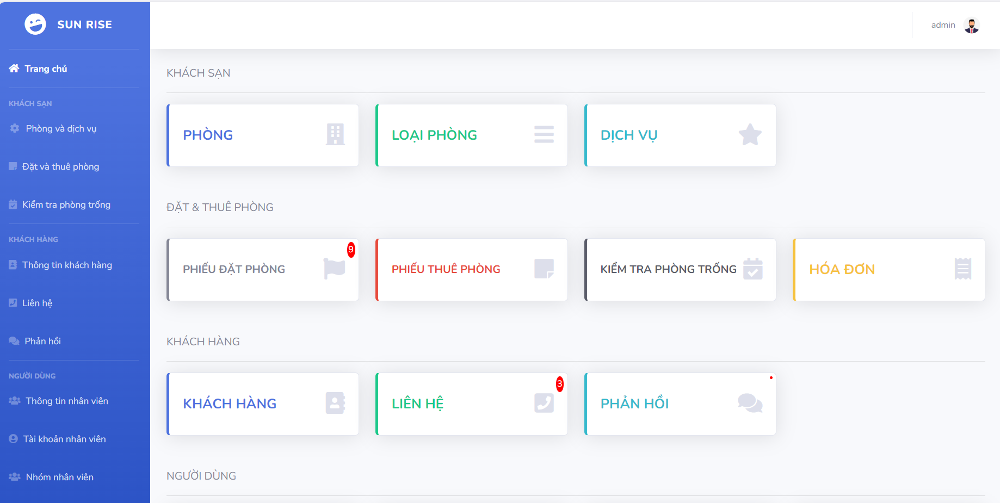 SUN RISE
admin
Trang chủ
KHÁCH SẠN
Phòng và dịch vụ
Đặt và thuê phòng
Kiểm tra phòng trống
KHÁCH HÀNG
Thông tin khách hàng
Liên hệ
Phản hồi
NGƯỜI DÙNG
Thông tin nhân viên
Tài khoản nhân viên
Nhóm nhân viên
KHÁCH SẠN
PHÒNG
LOẠI PHÒNG
DỊCH VỤ
ĐẶT & THUÊ PHÒNG
PHIẾU ĐẶT PHÒNG
9
PHIẾU THUÊ PHÒNG
KIỂM TRA PHÒNG TRỐNG
HÓA ĐƠN
KHÁCH HÀNG
KHÁCH HÀNG
LIÊN HỆ
3
PHẢN HỒI
NGƯỜI DÙNG